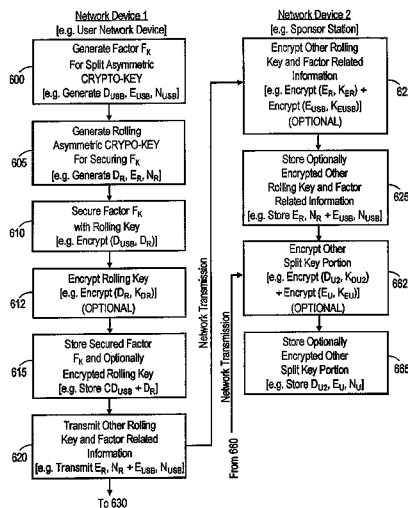 Network Device 1
[e.g. User Network Device]
600
Generate Factor FK
For Split Asymmetric
CRYPTO-KEY
[e.g. Generate DUSB, EUSB, NUSB]
605
Generate Rolling
Asymmetric CRYPTO-KEY
For Securing FK
[e.g. Generate DR, ER, NR]
610
Secure Factor FK
with Rolling Key
[e.g. Encrypt (DUSB, DR)]
612
Encrypt Rolling Key
[e.g. Encrypt (DR, KDR)]
(OPTIONAL)
615
Store Secured Factor
FK and Optionally
Encrypted Rolling Key
[e.g. Store CDUSB + DR]
620
Transmit Other Rolling
Key and Factor Related
Information
[e.g. Transmit ER, NR + EUSB, NUSB]
To 630
Network Transmission
Network Device 2
[e.g. Sponsor Station]
Encrypt Other Rolling
Key and Factor Related
Information
[e.g. Encrypt (ER, KER) +
Encrypt (EUSB, KEUSB)]
(OPTIONAL)
622
Store Optionally
Encrypted Other
Rolling Key and Factor
Related Information
[e.g. Store ER, NR + EUSB, NUSB]
625
Encrypt Other
Split Key Portion
[e.g. Encrypt (DU2, KDU2)
+ Encrypt (EU, KEU)]
(OPTIONAL)
662
Store Optionally
Encrypted Other
Split Key Portion
[e.g. Store DU2, EU, NU]
665
Network Transmission
From 660